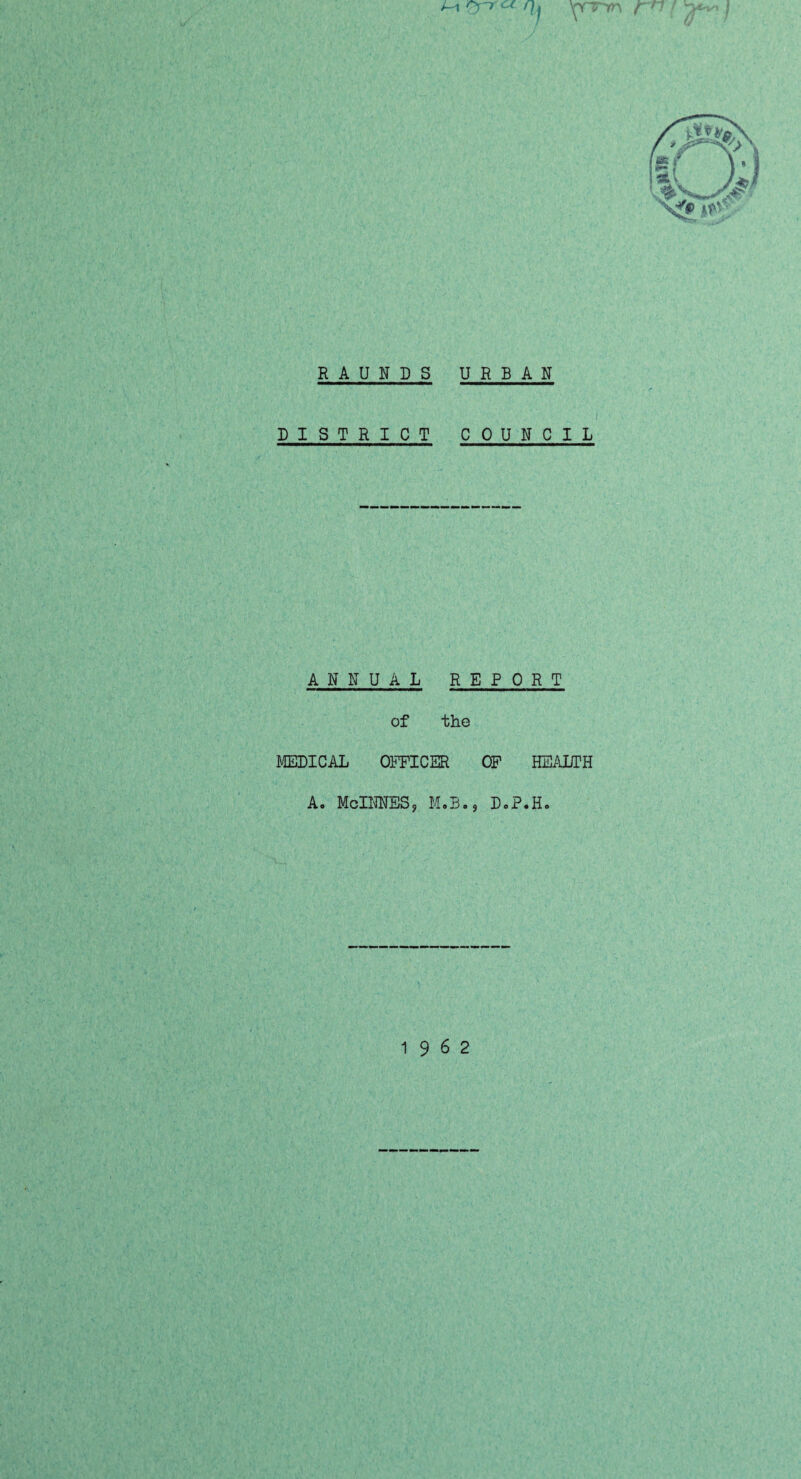 RAUNDS URBAN
DISTRICT COUNCIL
ANNUAL REPORT
of the
MEDICAL OFFICER OF HEALTH
A. McINNES, M.B., D.P.H.
1962